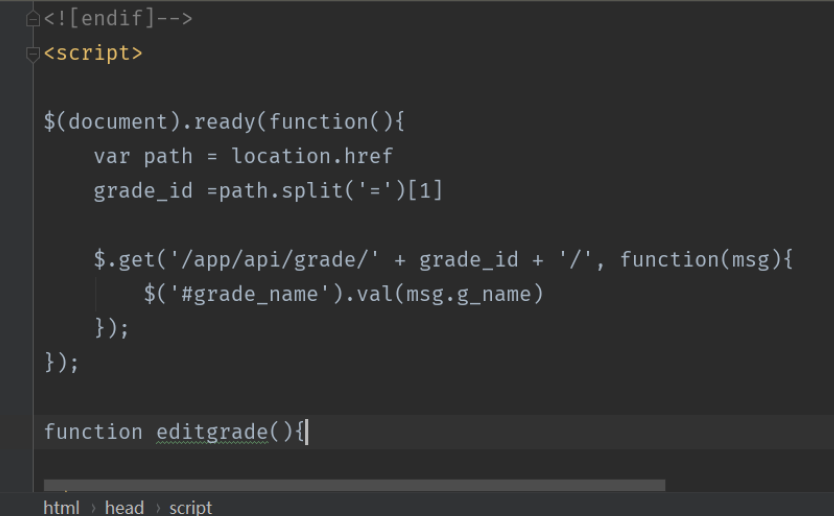 <![endif]-->
<script>
$(document).ready(function(){
    var path = location.href
    grade_id =path.split('=')[1]
    $.get('/app/api/grade/' + grade_id + '/', function(msg){
        $('#grade_name').val(msg.g_name)
    });
});
function editgrade(){
html › head › script